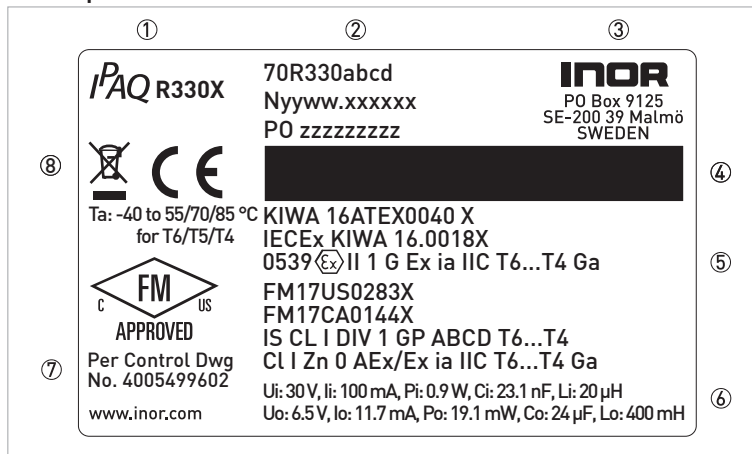 ① ② ③
IPAQ R330X
70R330abcd
Nyyww.xxxxxx
PO zzzzzzzzz
INOR
PO Box 9125
SE-200 39 Malmö
SWEDEN
⑧ ④
CE
Ta: -40 to 55/70/85 °C
for T6/T5/T4
KIWA 16ATEX0040 X
IECEx KIWA 16.0018X
0539 Ex II 1 G Ex ia IIC T6...T4 Ga
⑤
C FM US
APPROVED
FM17US0283X
FM17CA0144X
IS CL I DIV 1 GP ABCD T6...T4
Cl I Zn 0 AEx/Ex ia IIC T6...T4 Ga
⑦
Per Control Dwg
No. 4005499602
www.inor.com
Ui: 30 V, Ii: 100 mA, Pi: 0.9 W, Ci: 23.1 nF, Li: 20 µH
Uo: 6.5 V, Io: 11.7 mA, Po: 19.1 mW, Co: 24 µF, Lo: 400 mH
⑥